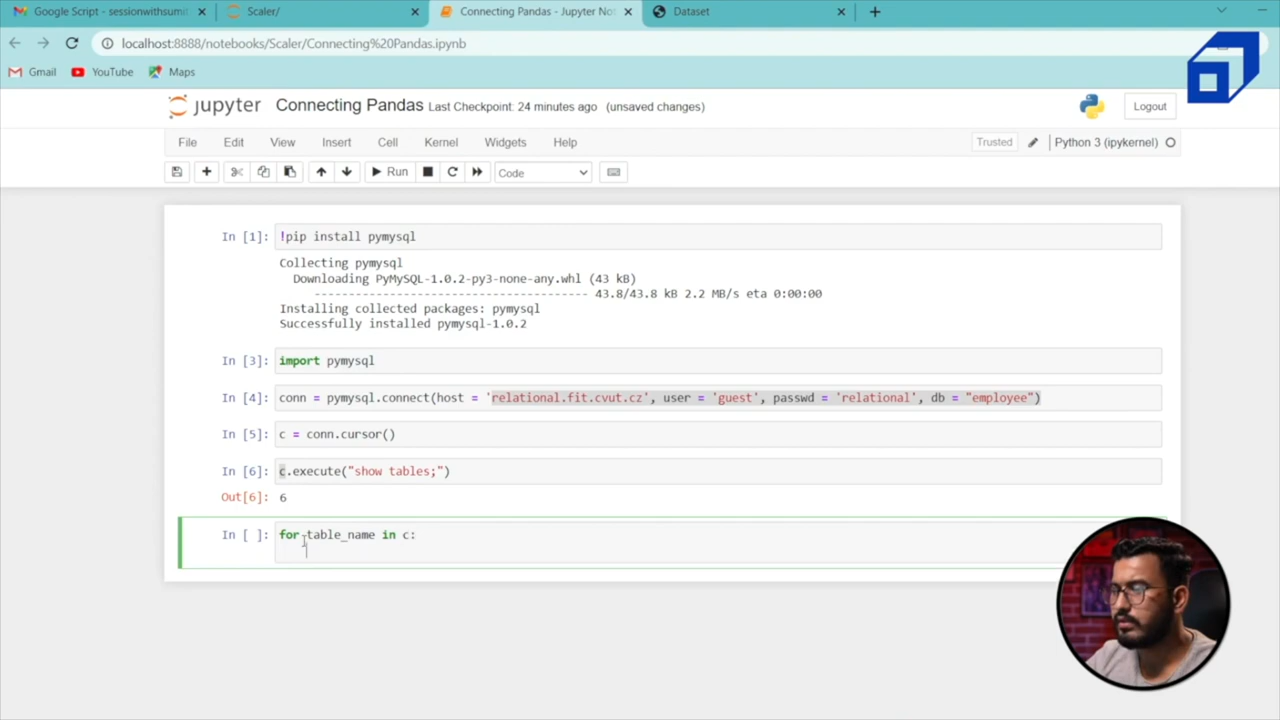 Google Script - sessionwithsumi
Scaler/
Connecting Pandas - Jupyter No
Dataset
localhost:8888/notebooks/Scaler/Connecting%20Pandas.ipynb
Gmail
YouTube
Maps
jupyter
Connecting Pandas
Last Checkpoint: 24 minutes ago
(unsaved changes)
Logout
File
Edit
View
Insert
Cell
Kernel
Widgets
Help
Trusted
Python 3 (ipykernel)
Run
Code
In [1]:
!pip install pymysql
Collecting pymysql
Downloading PyMySQL-1.0.2-py3-none-any.whl (43 kB)
---------------------------------------- 43.8/43.8 kB 2.2 MB/s eta 0:00:00
Installing collected packages: pymysql
Successfully installed pymysql-1.0.2
In [3]:
import pymysql
In [4]:
conn = pymysql.connect(host = 'relational.fit.cvut.cz', user = 'guest', passwd = 'relational', db = "employee")
In [5]:
c = conn.cursor()
In [6]:
c.execute("show tables;")
Out[6]:
6
In [ ]:
for table_name in c: